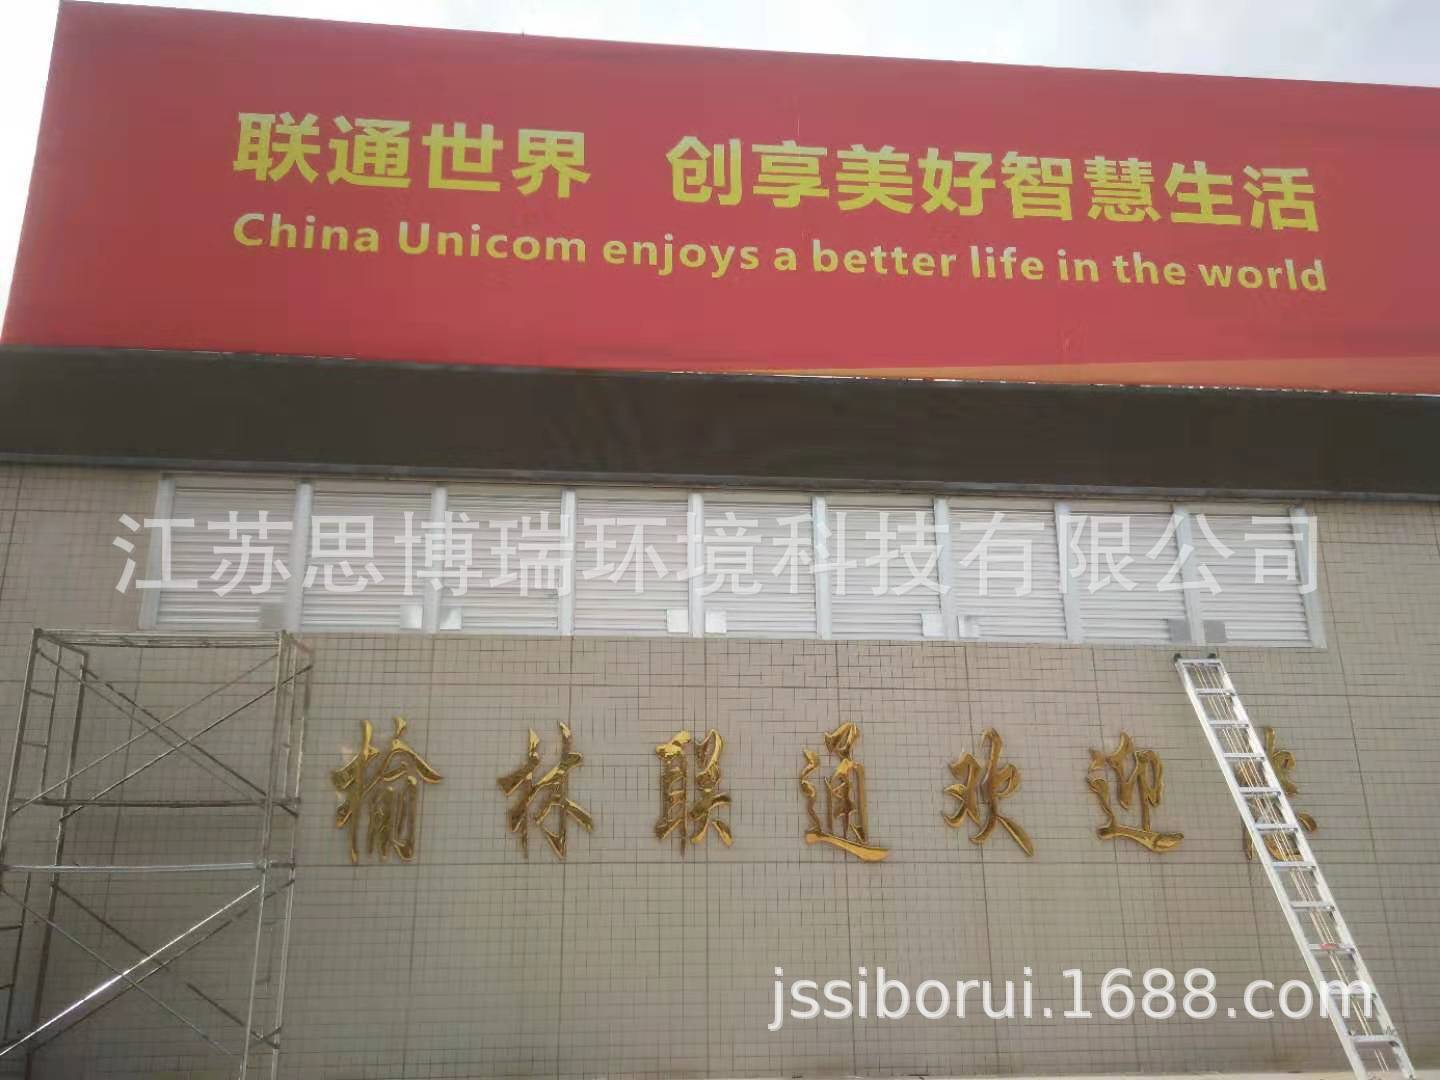 联通世界 创享美好智慧生活
China Unicom enjoys a better life in the world
江苏思博瑞环境科技有限公司
榆林联通欢迎您
jssiborui.1688.com